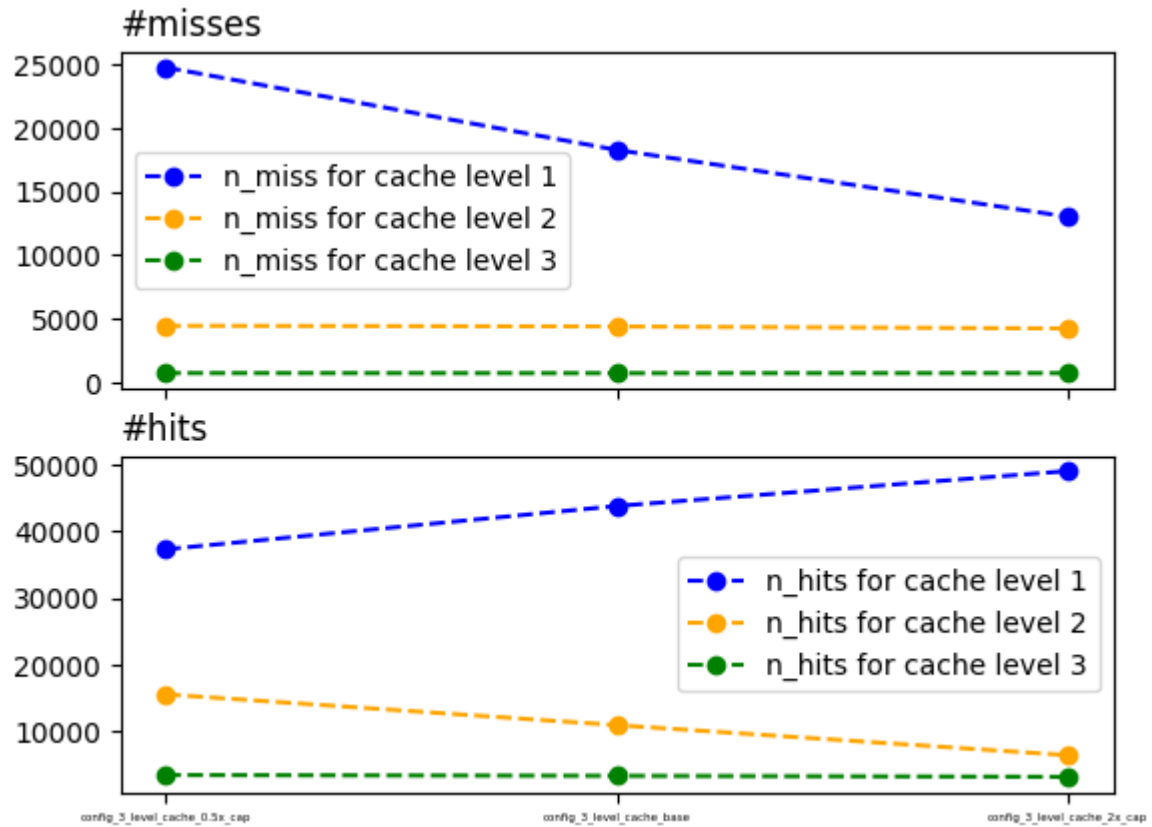 #misses
25000
20000
15000
10000
5000
0
n_miss for cache level 1
n_miss for cache level 2
n_miss for cache level 3
#hits
50000
40000
30000
20000
10000
n_hits for cache level 1
n_hits for cache level 2
n_hits for cache level 3
config_3_level_cache_0.5x_cap
config_3_level_cache_base
config_3_level_cache_2x_cap